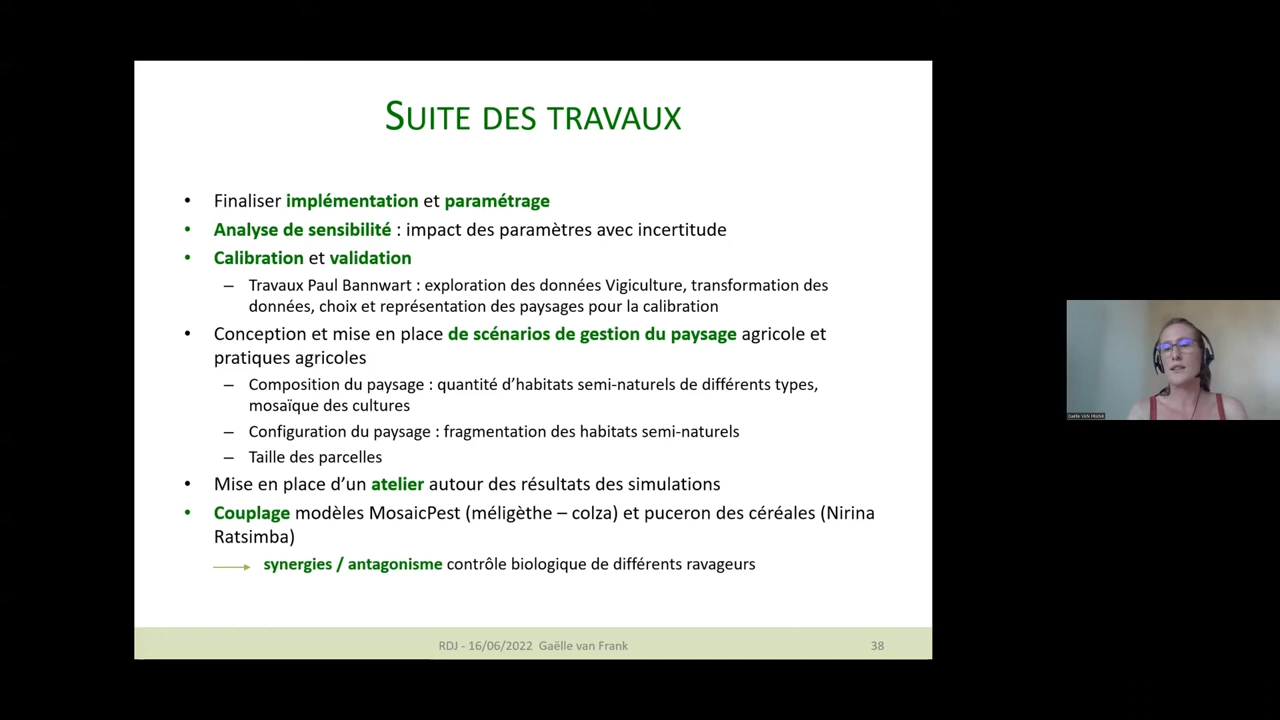 SUITE DES TRAVAUX
• Finaliser implémentation et paramétrage
• Analyse de sensibilité : impact des paramètres avec incertitude
• Calibration et validation
– Travaux Paul Bannwart : exploration des données Vigiculture, transformation des
données, choix et représentation des paysages pour la calibration
• Conception et mise en place de scénarios de gestion du paysage agricole et
pratiques agricoles
– Composition du paysage : quantité d'habitats semi-naturels de différents types,
mosaïque des cultures
– Configuration du paysage : fragmentation des habitats semi-naturels
– Taille des parcelles
• Mise en place d'un atelier autour des résultats des simulations
• Couplage modèles MosaicPest (méligèthe – colza) et puceron des céréales (Nirina
Ratsimba)
synergies / antagonisme contrôle biologique de différents ravageurs
RDJ - 16/06/2022 Gaëlle van Frank
38
Gaëlle VAN FRANK